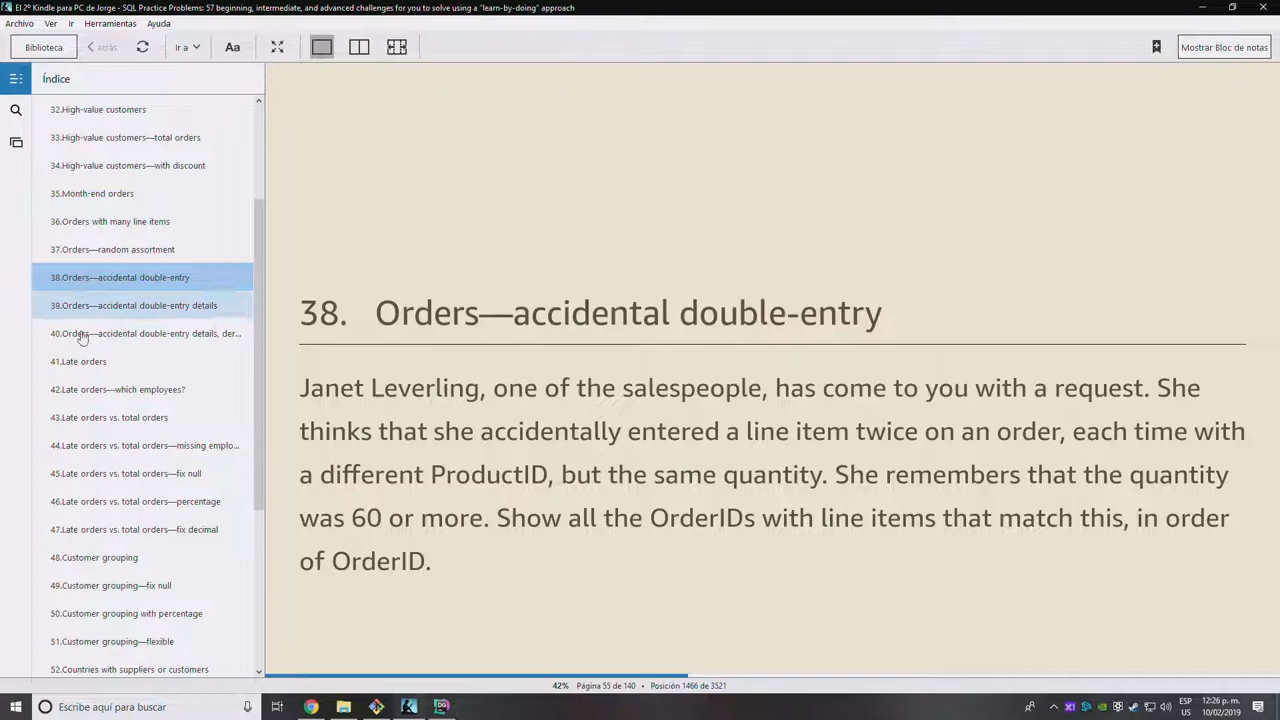 El 2º Kindle para PC de Jorge - SQL Practice Problems: 57 beginning, intermediate, and advanced challenges for you to solve using a "learn-by-doing" approach
Archivo Ver Ir Herramientas Ayuda
Biblioteca Atrás Ir a Aa Mostrar Bloc de notas
Índice
32.High-value customers
33.High-value customers—total orders
34.High-value customers—with discount
35.Month-end orders
36.Orders with many line items
37.Orders—random assortment
38.Orders—accidental double-entry
39.Orders—accidental double-entry details
40.Orders—accidental double-entry details, der...
41.Late orders
42.Late orders—which employees?
43.Late orders vs. total orders
44.Late orders vs. total orders—missing emplo...
45.Late orders vs. total orders—fix null
46.Late orders vs. total orders—percentage
47.Late orders vs. total orders—fix decimal
48.Customer grouping
49.Customer grouping—fix null
50.Customer grouping with percentage
51.Customer grouping—flexible
52.Countries with suppliers or customers
38. Orders—accidental double-entry
Janet Leverling, one of the salespeople, has come to you with a request. She
thinks that she accidentally entered a line item twice on an order, each time with
a different ProductID, but the same quantity. She remembers that the quantity
was 60 or more. Show all the OrderIDs with line items that match this, in order
of OrderID.
42% Página 55 de 140 • Posición 1466 de 3521
Escribe aquí para buscar
ESP 12:26 p. m.
US 10/02/2019